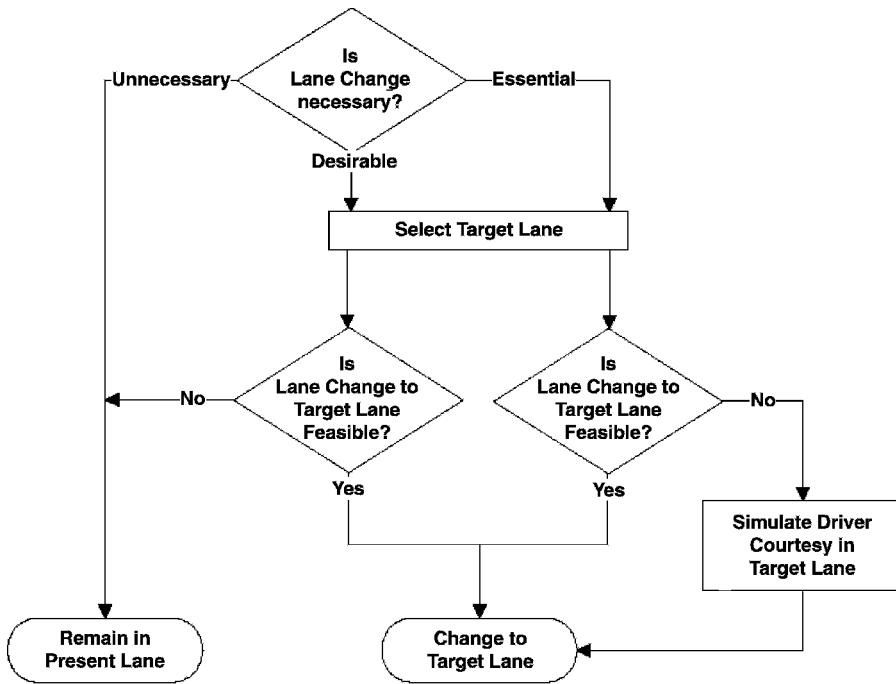 Is
Lane Change
necessary?
Unnecessary
Essential
Desirable
Select Target Lane
Is
Lane Change to
Target Lane
Feasible?
No
Yes
Is
Lane Change to
Target Lane
Feasible?
No
Yes
Simulate Driver
Courtesy in
Target Lane
Remain in
Present Lane
Change to
Target Lane